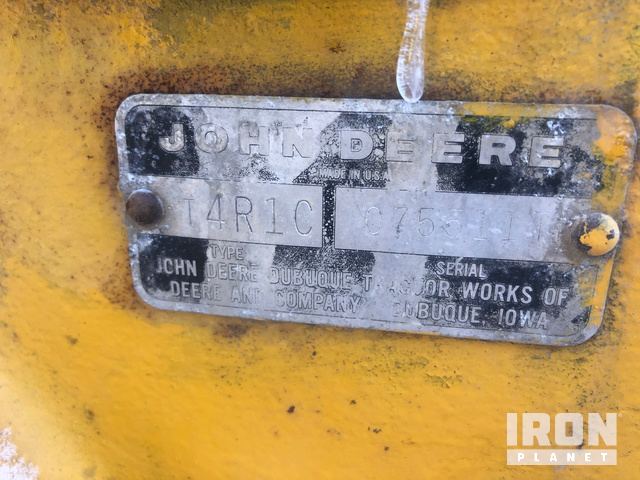 JOHN DEERE
MADE IN U.S.A.
T4R1C
TYPE SERIAL
JOHN DEERE DUBUQUE TRACTOR WORKS OF
DEERE AND COMPANY DUBUQUE, IOWA
IRON
PLANET